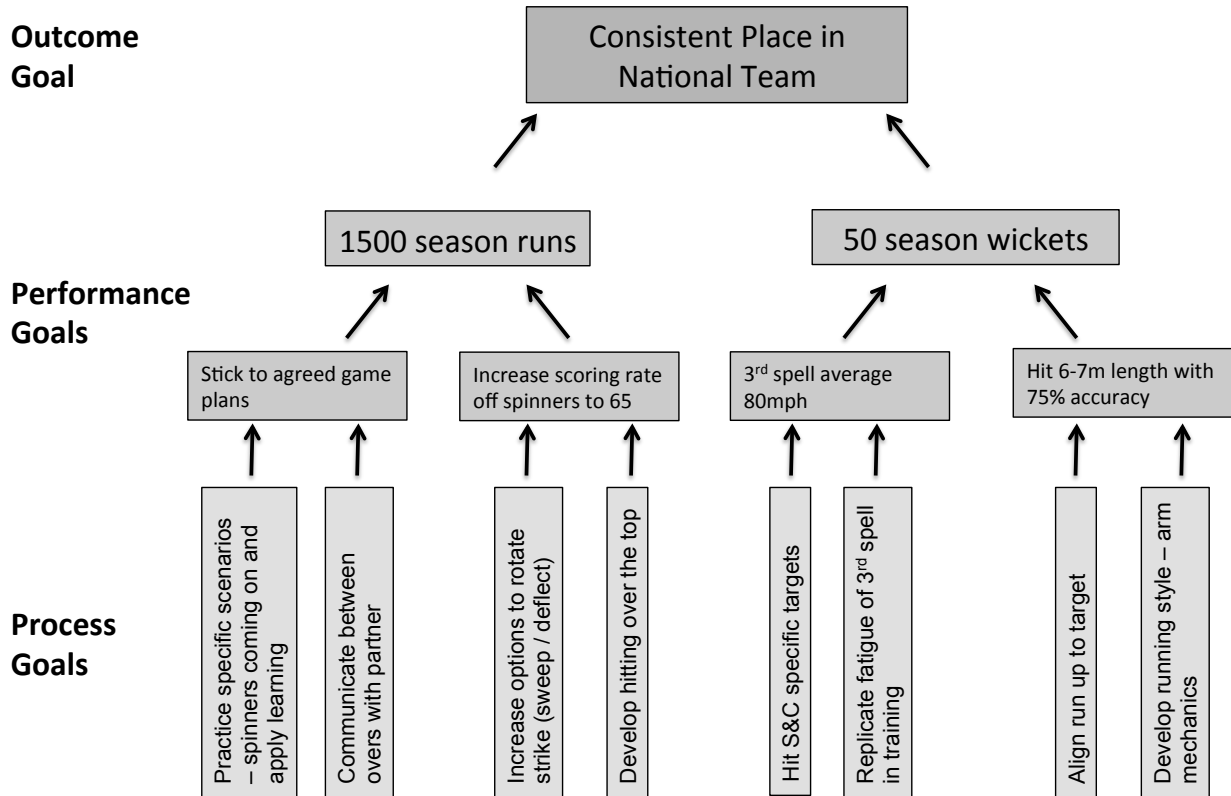 Outcome
Goal
Consistent Place in
National Team
1500 season runs
50 season wickets
Performance
Goals
Stick to agreed game
plans
Increase scoring rate
off spinners to 65
3rd spell average
80mph
Hit 6-7m length with
75% accuracy
Process
Goals
Practice specific scenarios
– spinners coming on and
apply learning
Communicate between
overs with partner
Increase options to rotate
strike (sweep / deflect)
Develop hitting over the top
Hit S&C specific targets
Replicate fatigue of 3rd spell
in training
Align run up to target
Develop running style – arm
mechanics